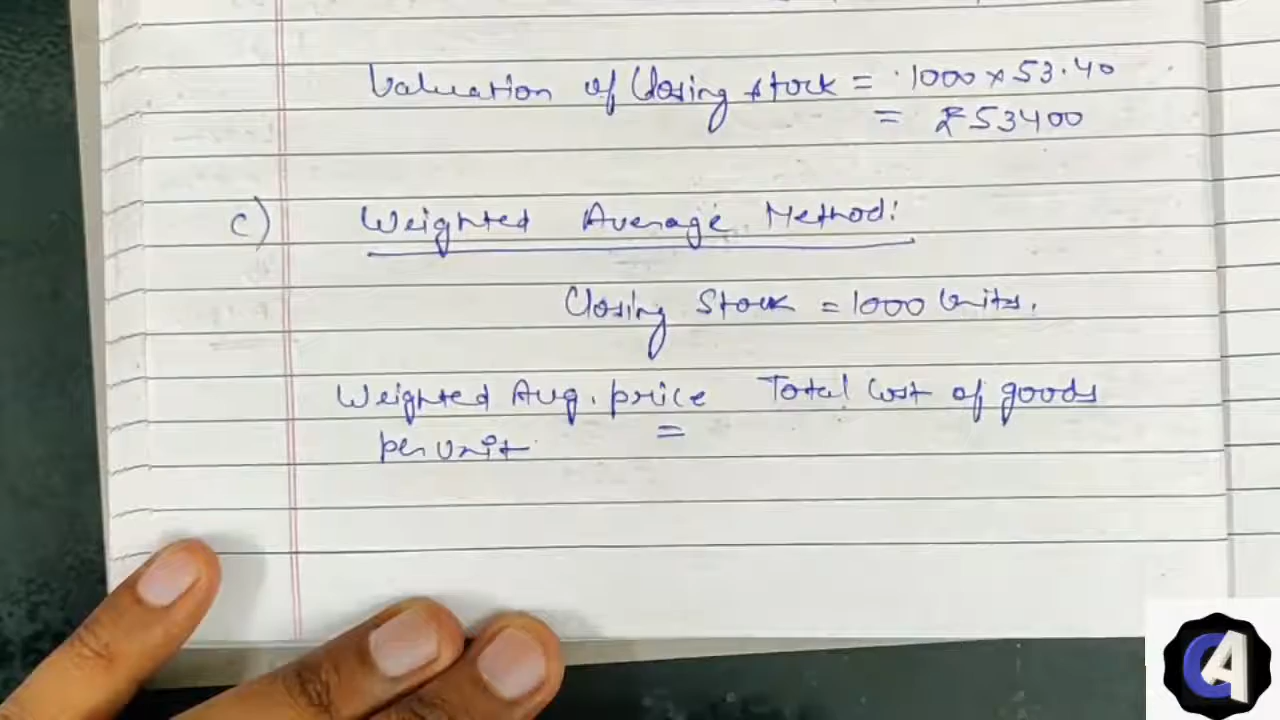 Valuation of Closing stock = 1000 × 53.40
= ₹53400
c) Weighted Average Method:
Closing Stock = 1000 Units.
Weighted Avg. price Total Cost of goods
per unit =
CA